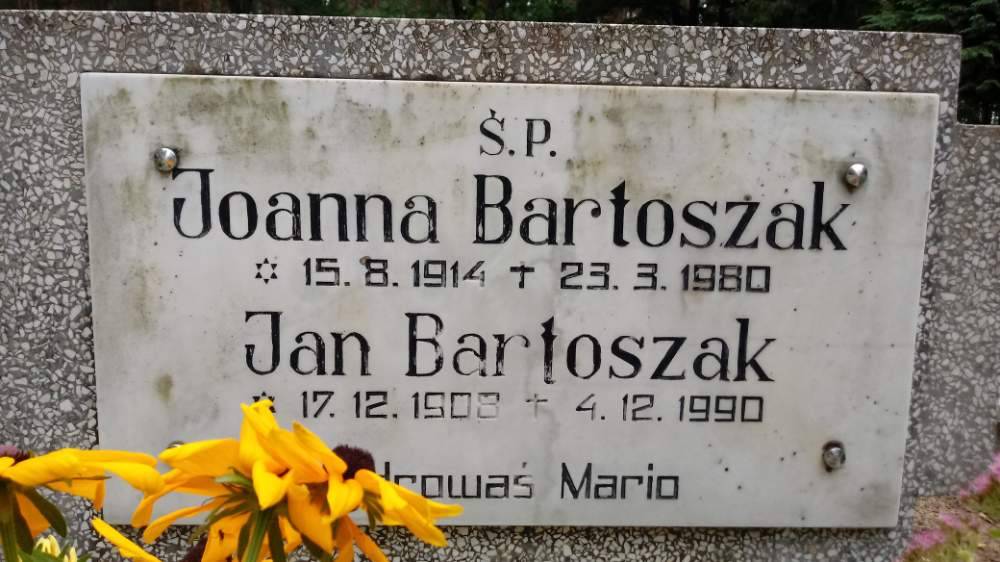 Ś.P.
Joanna Bartoszak
✡ 15.8.1914 ✝ 23.3.1980
Jan Bartoszak
✡ 17.12.1908 ✝ 4.12.1990
Mario